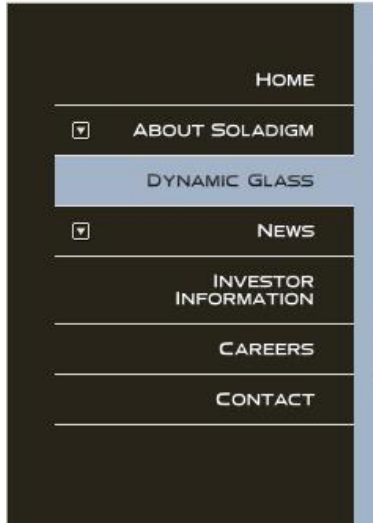 Home
About Soladigm
Dynamic Glass
News
Investor
Information
Careers
Contact